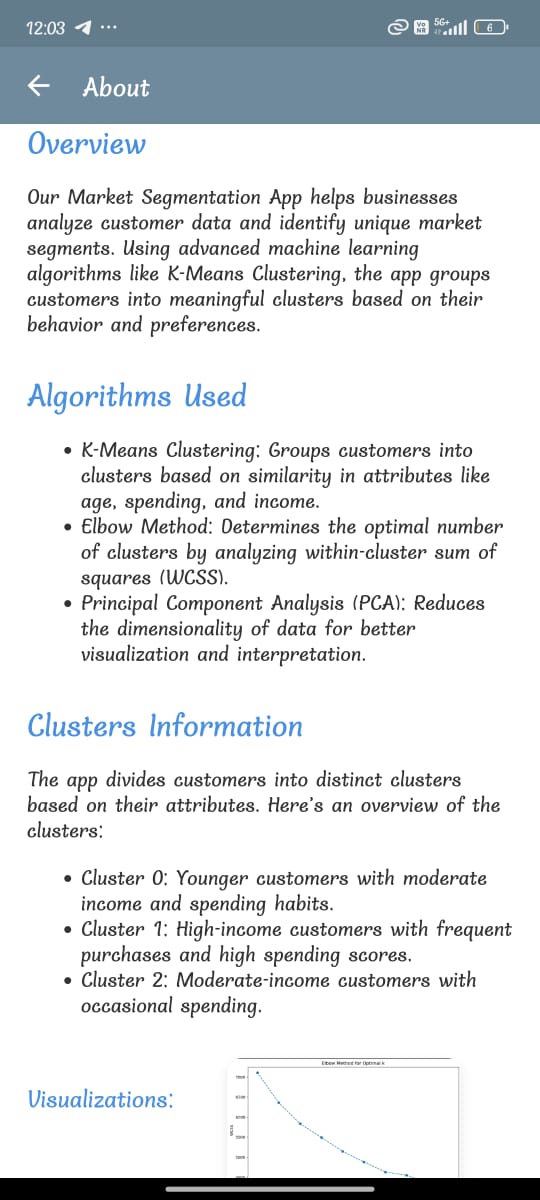 12:03
Vo NR 5G+ 6
About
Overview
Our Market Segmentation App helps businesses
analyze customer data and identify unique market
segments. Using advanced machine learning
algorithms like K-Means Clustering, the app groups
customers into meaningful clusters based on their
behavior and preferences.
Algorithms Used
• K-Means Clustering: Groups customers into
clusters based on similarity in attributes like
age, spending, and income.
• Elbow Method: Determines the optimal number
of clusters by analyzing within-cluster sum of
squares (WCSS).
• Principal Component Analysis (PCA): Reduces
the dimensionality of data for better
visualization and interpretation.
Clusters Information
The app divides customers into distinct clusters
based on their attributes. Here's an overview of the
clusters:
• Cluster 0: Younger customers with moderate
income and spending habits.
• Cluster 1: High-income customers with frequent
purchases and high spending scores.
• Cluster 2: Moderate-income customers with
occasional spending.
Visualizations:
Elbow Method for Optimal k
WCSS